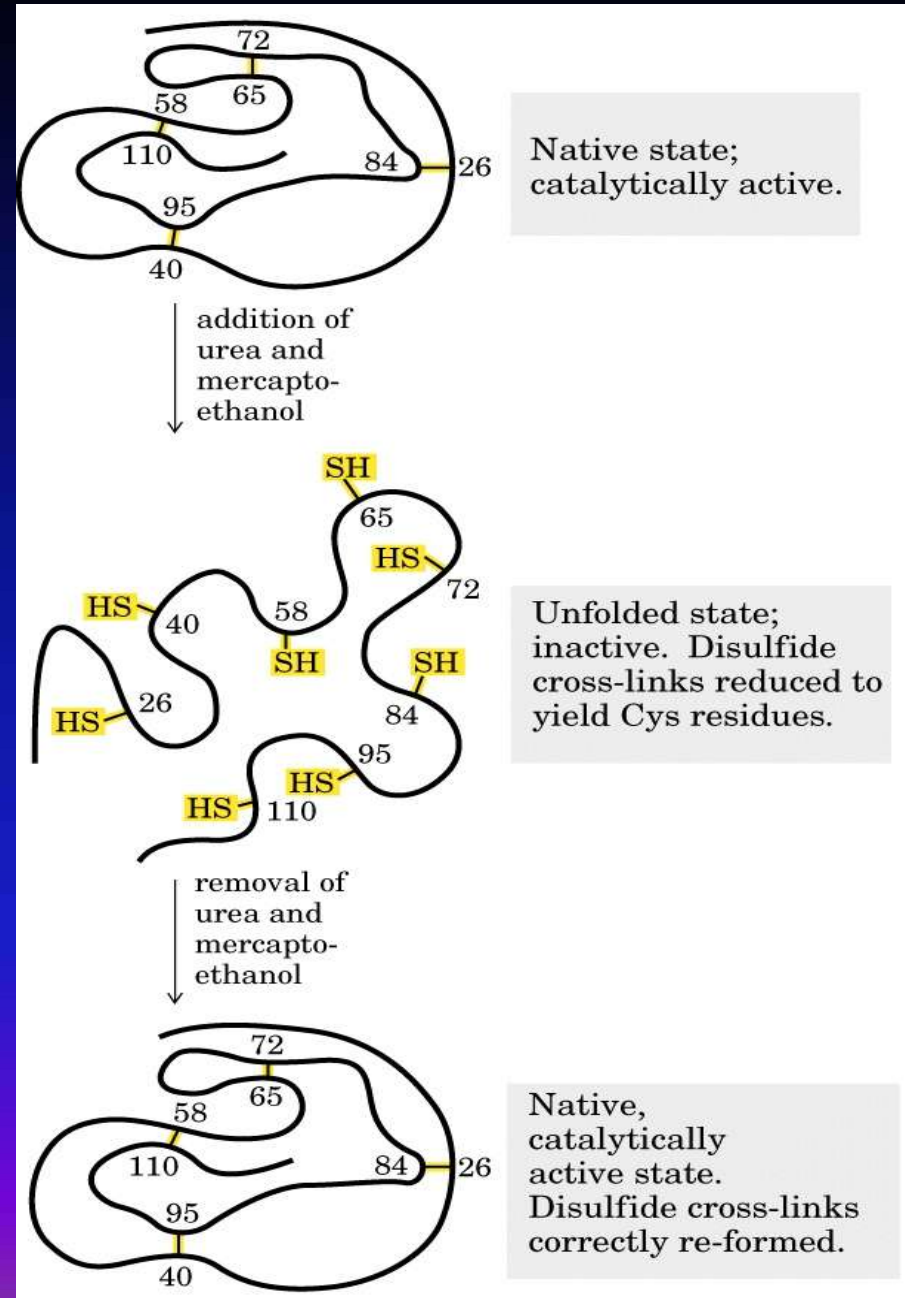 72
65
58
110
84
26
95
40
Native state;
catalytically active.
addition of
urea and
mercapto-
ethanol
SH
65
HS
72
HS
40
58
SH
SH
84
26
HS
95
HS
HS
110
Unfolded state;
inactive. Disulfide
cross-links reduced to
yield Cys residues.
removal of
urea and
mercapto-
ethanol
72
65
58
110
84
26
95
40
Native,
catalytically
active state.
Disulfide cross-links
correctly re-formed.